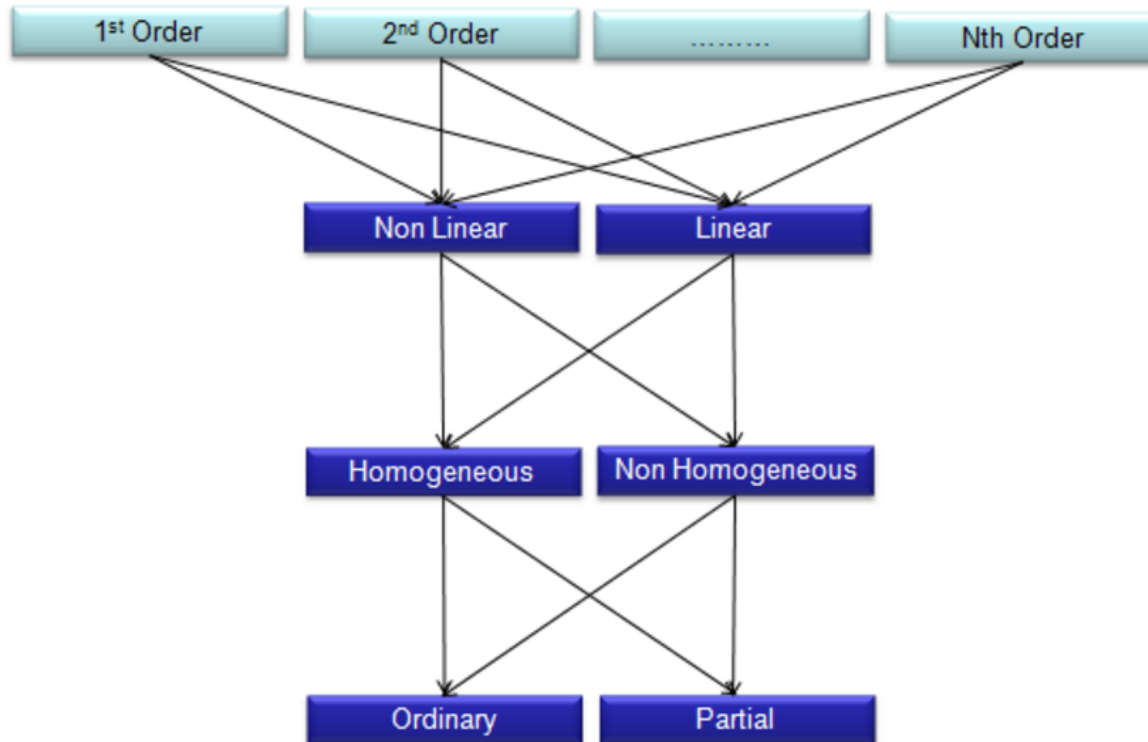 1st Order
2nd Order
.........
Nth Order
Non Linear
Linear
Homogeneous
Non Homogeneous
Ordinary
Partial